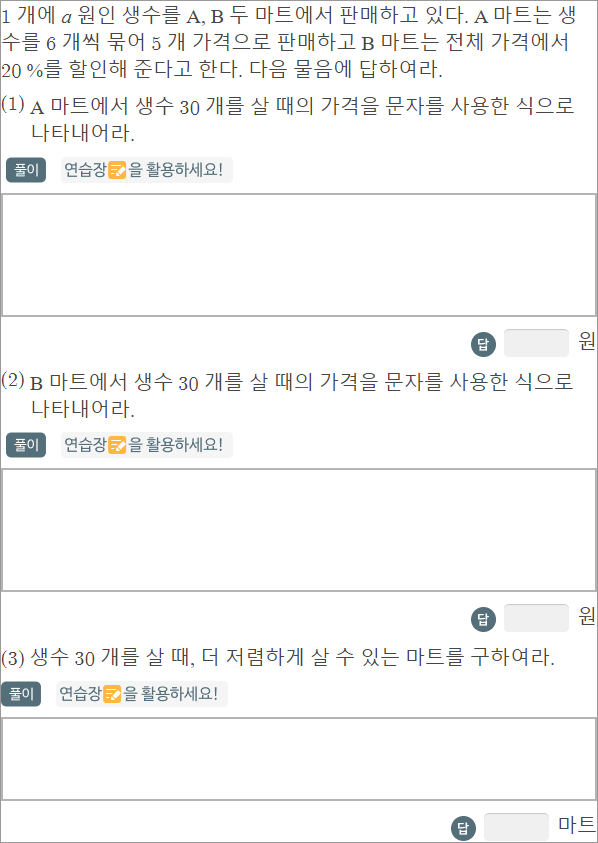 1 개에 a 원인 생수를 A, B 두 마트에서 판매하고 있다. A 마트는 생
수를 6 개씩 묶어 5 개 가격으로 판매하고 B 마트는 전체 가격에서
20 %를 할인해 준다고 한다. 다음 물음에 답하여라.
(1) A 마트에서 생수 30 개를 살 때의 가격을 문자를 사용한 식으로
나타내어라.
풀이 연습장을 활용하세요!
답 원
(2) B 마트에서 생수 30 개를 살 때의 가격을 문자를 사용한 식으로
나타내어라.
풀이 연습장을 활용하세요!
답 원
(3) 생수 30 개를 살 때, 더 저렴하게 살 수 있는 마트를 구하여라.
풀이 연습장을 활용하세요!
답 마트